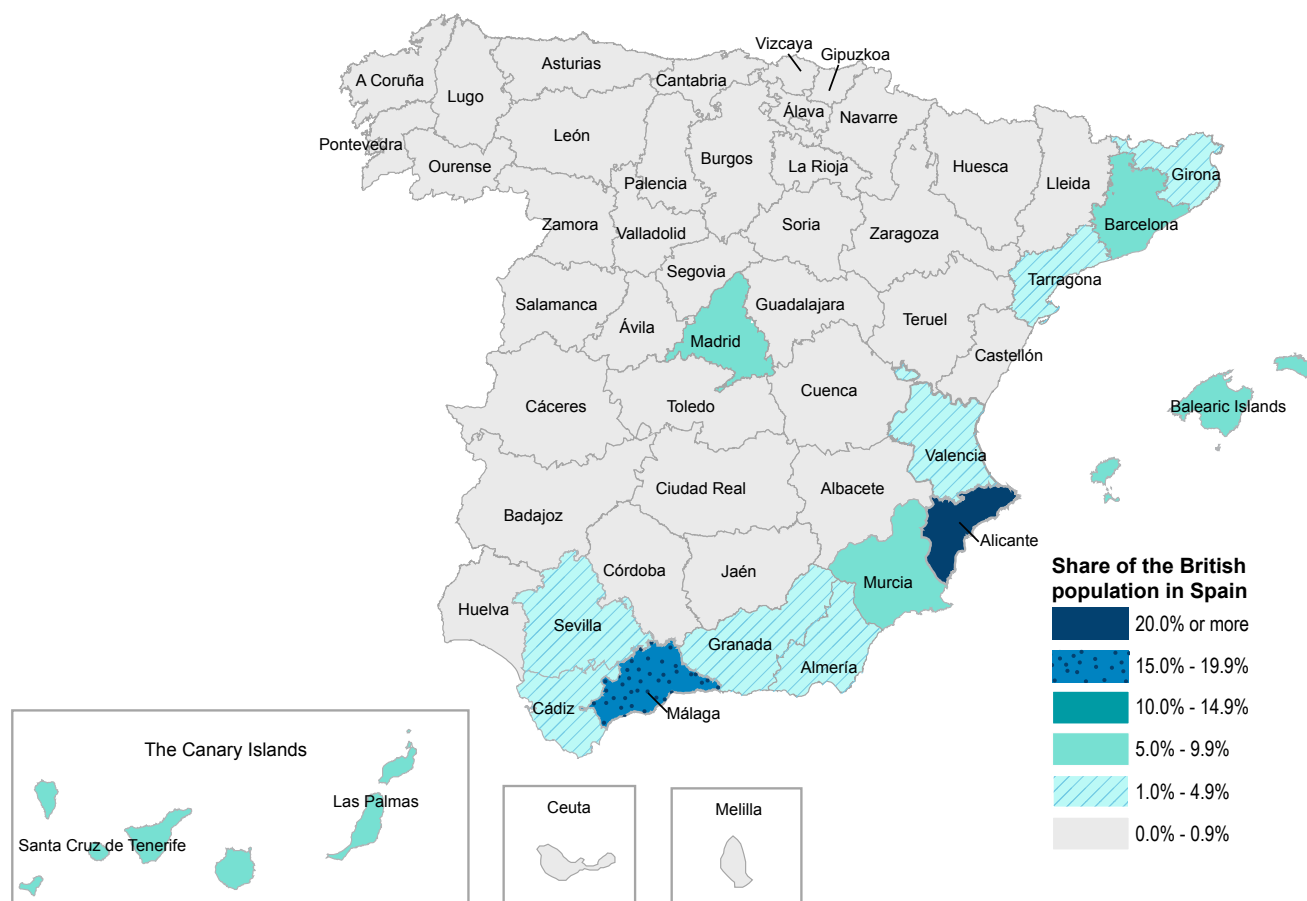 Vizcaya
Gipuzkoa
Asturias
Cantabria
A Coruña
Lugo
Álava
Navarre
León
Pontevedra
Ourense
Burgos
La Rioja
Huesca
Lleida
Girona
Palencia
Zamora
Valladolid
Soria
Zaragoza
Barcelona
Segovia
Tarragona
Salamanca
Guadalajara
Ávila
Teruel
Madrid
Castellón
Cuenca
Cáceres
Toledo
Balearic Islands
Valencia
Ciudad Real
Albacete
Badajoz
Alicante
Córdoba
Jaén
Murcia
Huelva
Sevilla
Granada
Almería
Cádiz
Málaga
Share of the British
population in Spain
20.0% or more
15.0% - 19.9%
10.0% - 14.9%
5.0% - 9.9%
1.0% - 4.9%
0.0% - 0.9%
The Canary Islands
Las Palmas
Santa Cruz de Tenerife
Ceuta
Melilla